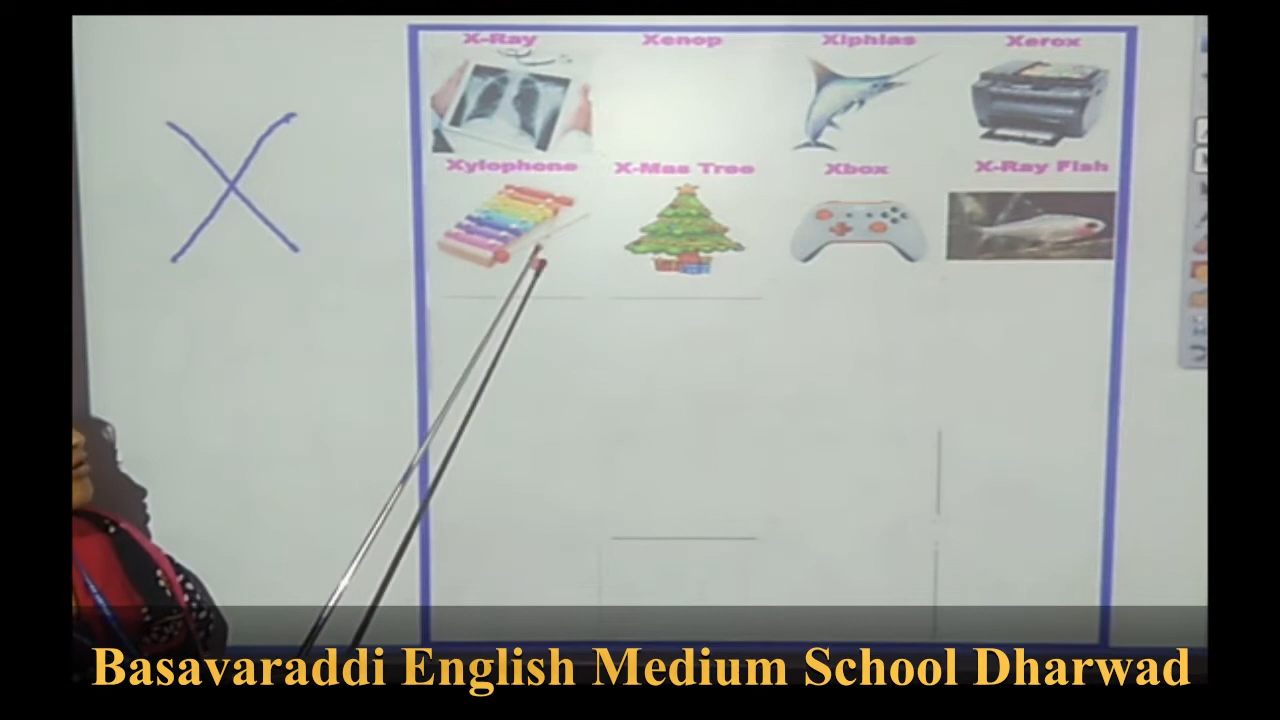 X-Ray Xenop Xiphias Xerox
Xylophone X-Mas Tree Xbox X-Ray Fish
X
Basavaraddi English Medium School Dharwad